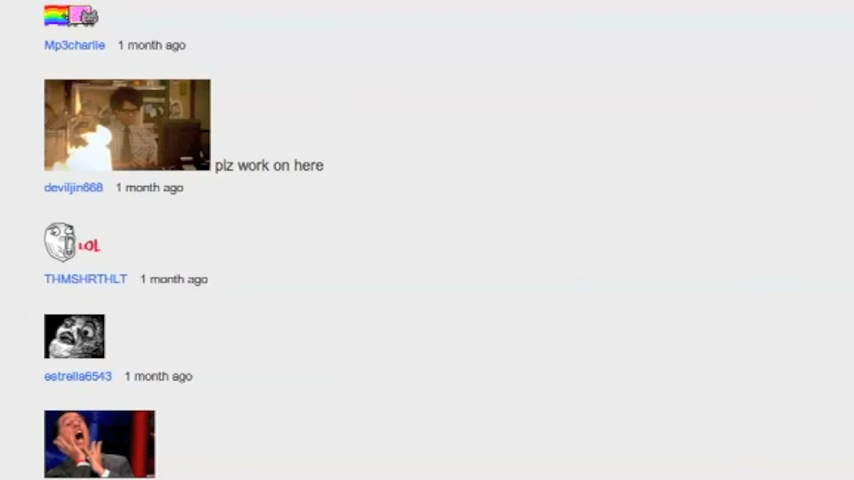 Mp3charlie 1 month ago
plz work on here
deviljin668 1 month ago
LOL
THMSHRTHLT 1 month ago
estrella6543 1 month ago